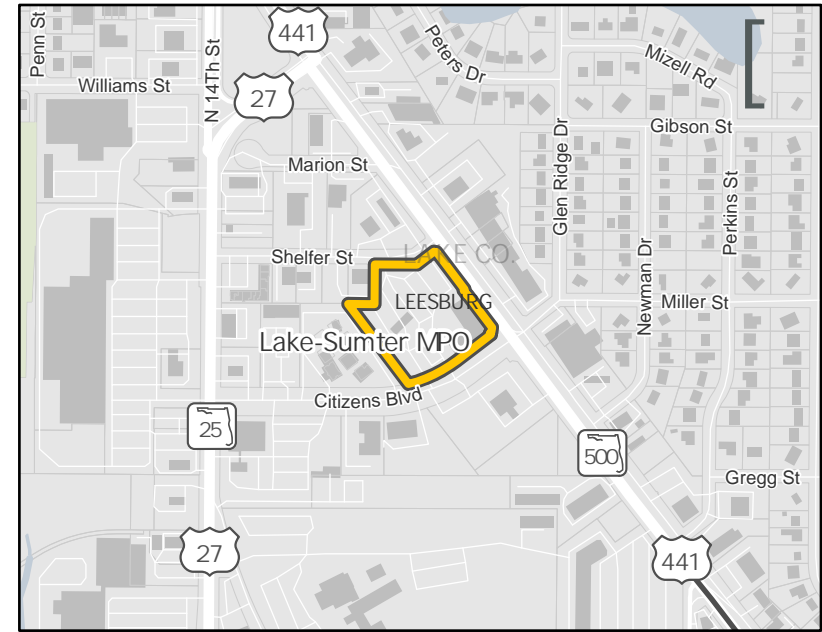 Penn St
441
Peters Dr
Mizell Rd
Williams St
N 14Th St
27
Gibson St
Marion St
Glen Ridge Dr
Perkins St
Shelfer St
LAKE CO.
Newman Dr
LEESBURG
Miller St
Lake-Sumter MPO
Citizens Blvd
25
500
Gregg St
27
441